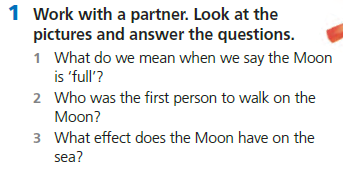 1 Work with a partner. Look at the
pictures and answer the questions.
1 What do we mean when we say the Moon
is ‘full’?
2 Who was the first person to walk on the
Moon?
3 What effect does the Moon have on the
sea?